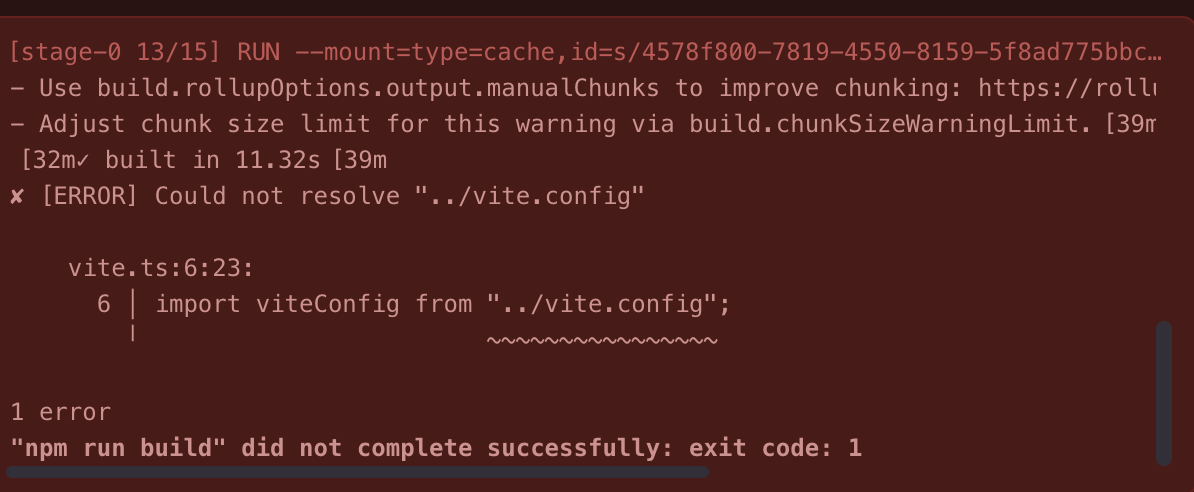 [stage-0 13/15] RUN --mount=type=cache,id=s/4578f800-7819-4550-8159-5f8ad775bbc…
– Use build.rollupOptions.output.manualChunks to improve chunking: https://rollu
– Adjust chunk size limit for this warning via build.chunkSizeWarningLimit. [39m
[32m✓ built in 11.32s [39m
✘ [ERROR] Could not resolve "../vite.config"
vite.ts:6:23:
6 │ import viteConfig from "../vite.config";
╵ ~~~~~~~~~~~~~~~~
1 error
"npm run build" did not complete successfully: exit code: 1